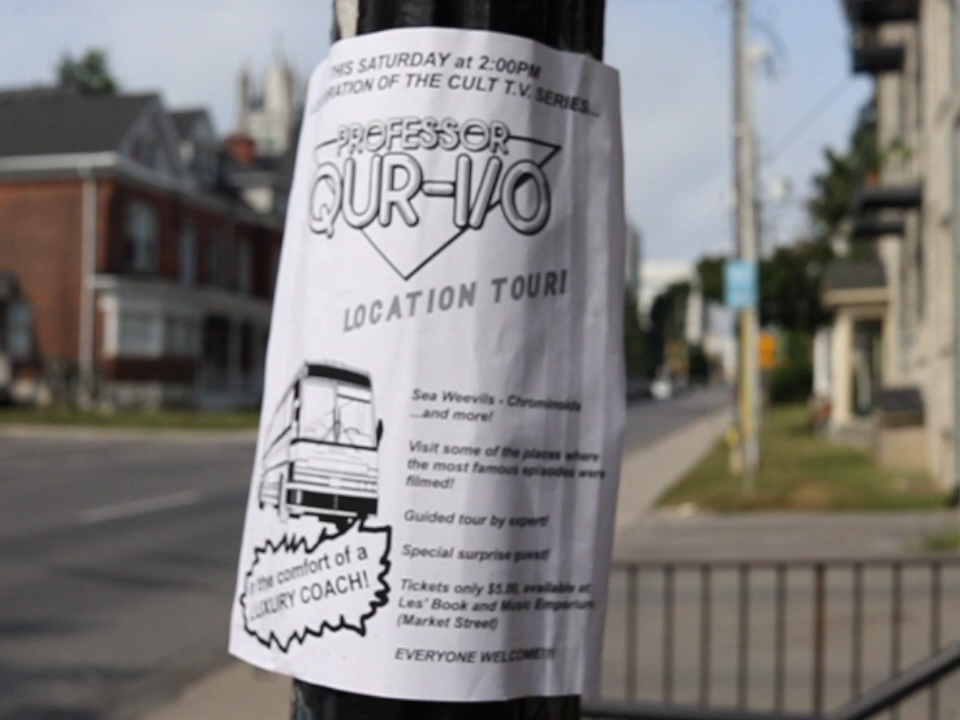 THIS SATURDAY at 2:00PM
CELEBRATION OF THE CULT T.V. SERIES...
PROFESSOR
QUR-I/O
LOCATION TOUR!
Sea Weevils - Chrominoids
...and more!
Visit some of the places where
the most famous episodes were
filmed!
Guided tour by expert!
Special surprise guest!
Tickets only $5.00, available at:
Les' Book and Music Emporium
(Market Street)
EVERYONE WELCOME!!!
In the comfort of a
LUXURY COACH!